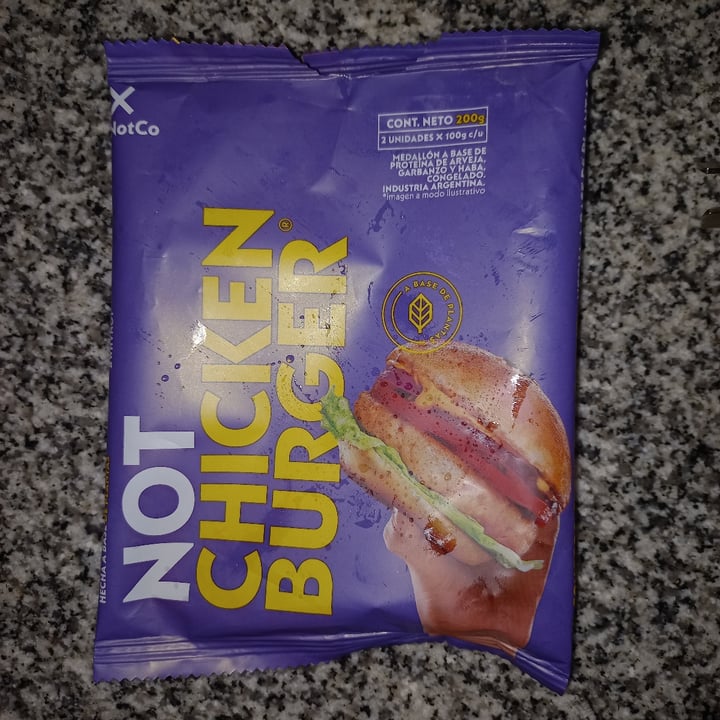 NotCo
CONT. NETO 200g
2 UNIDADES X 100g c/u
MEDALLÓN A BASE DE
PROTEÍNA DE ARVEJA,
GARBANZO Y HABA,
CONGELADO.
INDUSTRIA ARGENTINA.
*imagen a modo ilustrativo
A BASE DE PLANTAS
NOT
CHICKEN
BURGER®
HECHA A